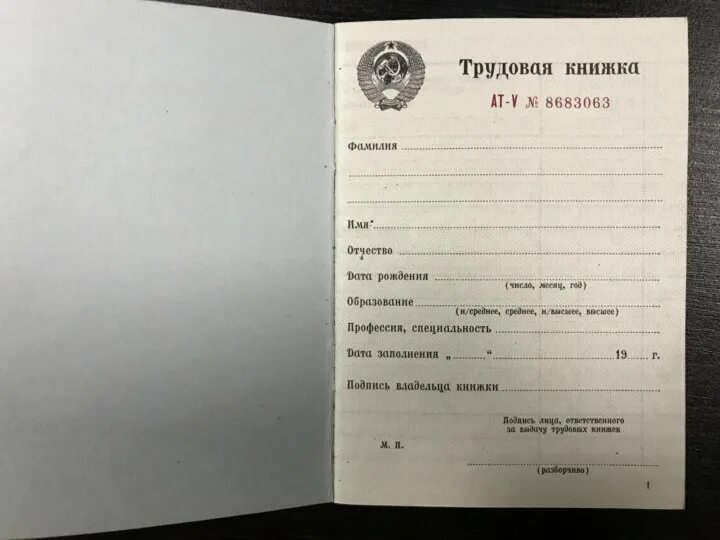 Трудовая книжка
АТ-V № 8683063
Фамилия
Имя
Отчество
Дата рождения
(число, месяц, год)
Образование
(н/среднее, среднее, н/высшее, высшее)
Профессия, специальность
Дата заполнения „ “ 19 г.
Подпись владельца книжки
Подпись лица, ответственного
за выдачу трудовых книжек
М. П.
(разборчиво)
1